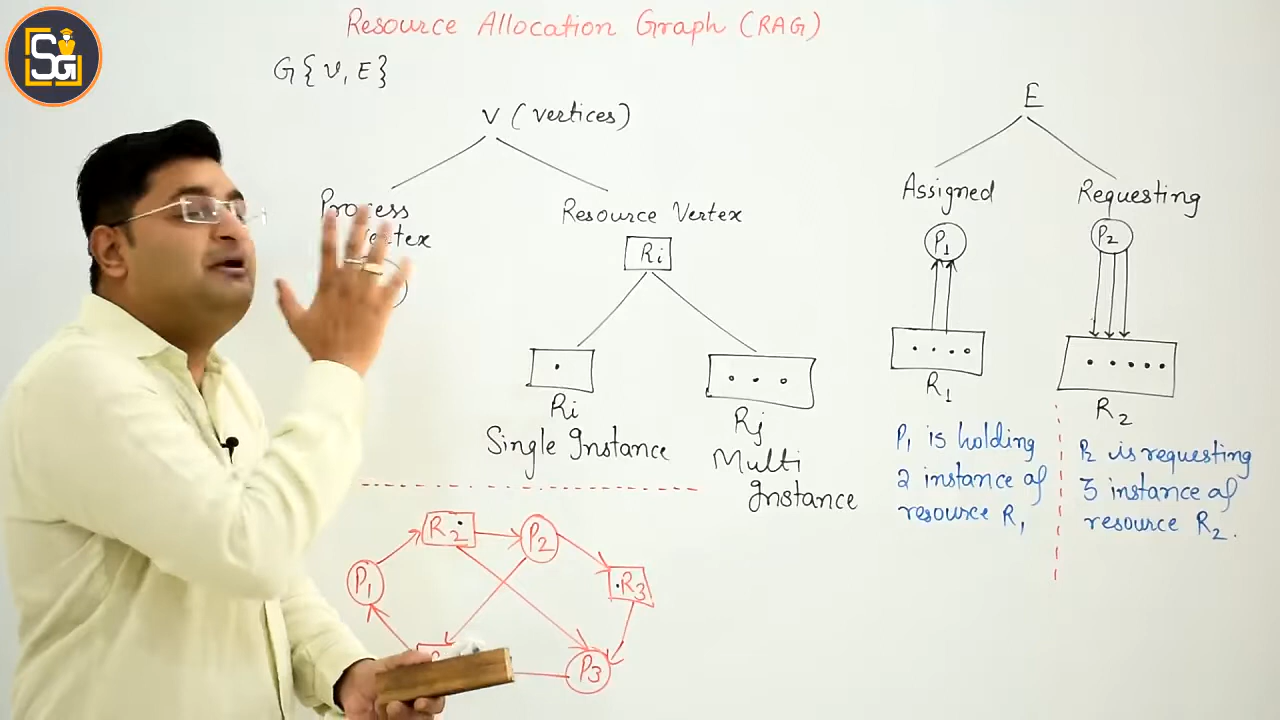 SG
Resource Allocation Graph (RAG)
G{V, E}
V (vertices)
E
Process
Resource Vertex
Ri
Assigned
Requesting
P1
P2
Ri
Single Instance
Rj
Multi
Instance
R1
R2
P1 is holding
2 instance of
resource R1
P2 is requesting
3 instance of
resource R2.
R2
P2
P1
R3
P3